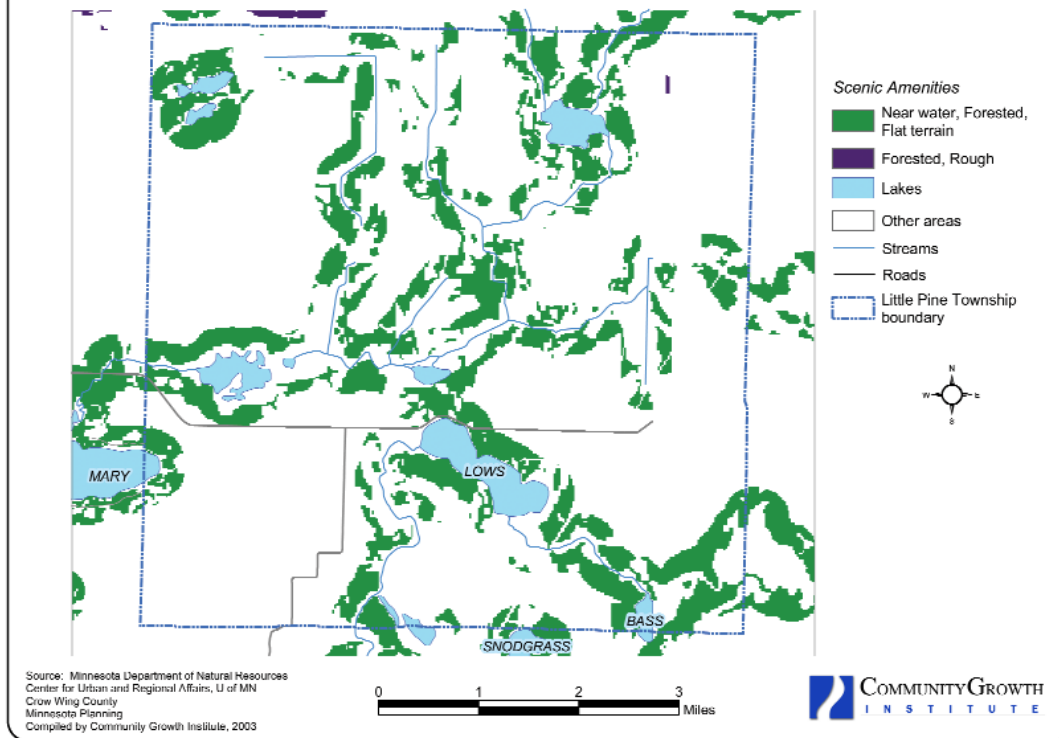 Scenic Amenities
Near water, Forested,
Flat terrain
Forested, Rough
Lakes
Other areas
Streams
Roads
Little Pine Township
boundary
N
W
E
S
MARY
LOWS
BASS
SNODGRASS
Source: Minnesota Department of Natural Resources
Center for Urban and Regional Affairs, U of MN
Crow Wing County
Minnesota Planning
Compiled by Community Growth Institute, 2003
0 1 2 3
Miles
COMMUNITYGROWTH
INSTITUTE